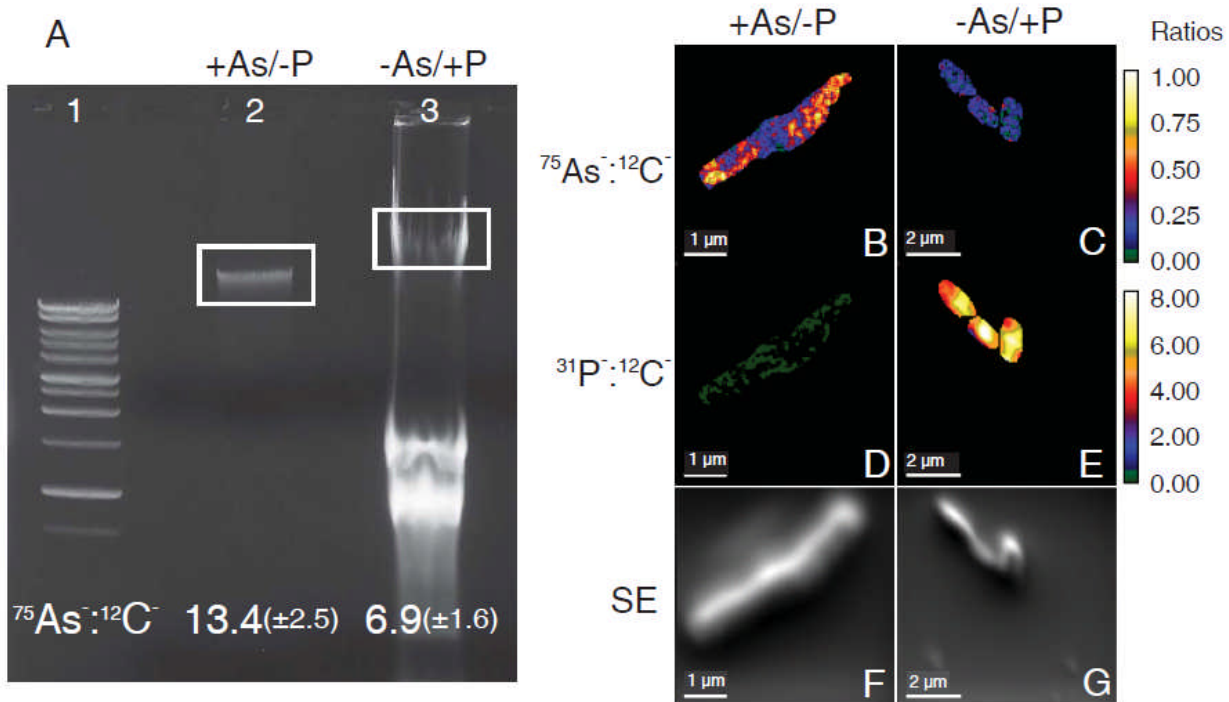 A
+As/-P -As/+P
1 2 3
⁷⁵As⁻:¹²C⁻ 13.4(±2.5) 6.9(±1.6)
+As/-P -As/+P Ratios
⁷⁵As⁻:¹²C⁻
1 µm B
2 µm C
1.00
0.75
0.50
0.25
0.00
³¹P⁻:¹²C⁻
1 µm D
2 µm E
8.00
6.00
4.00
2.00
0.00
SE
1 µm F
2 µm G